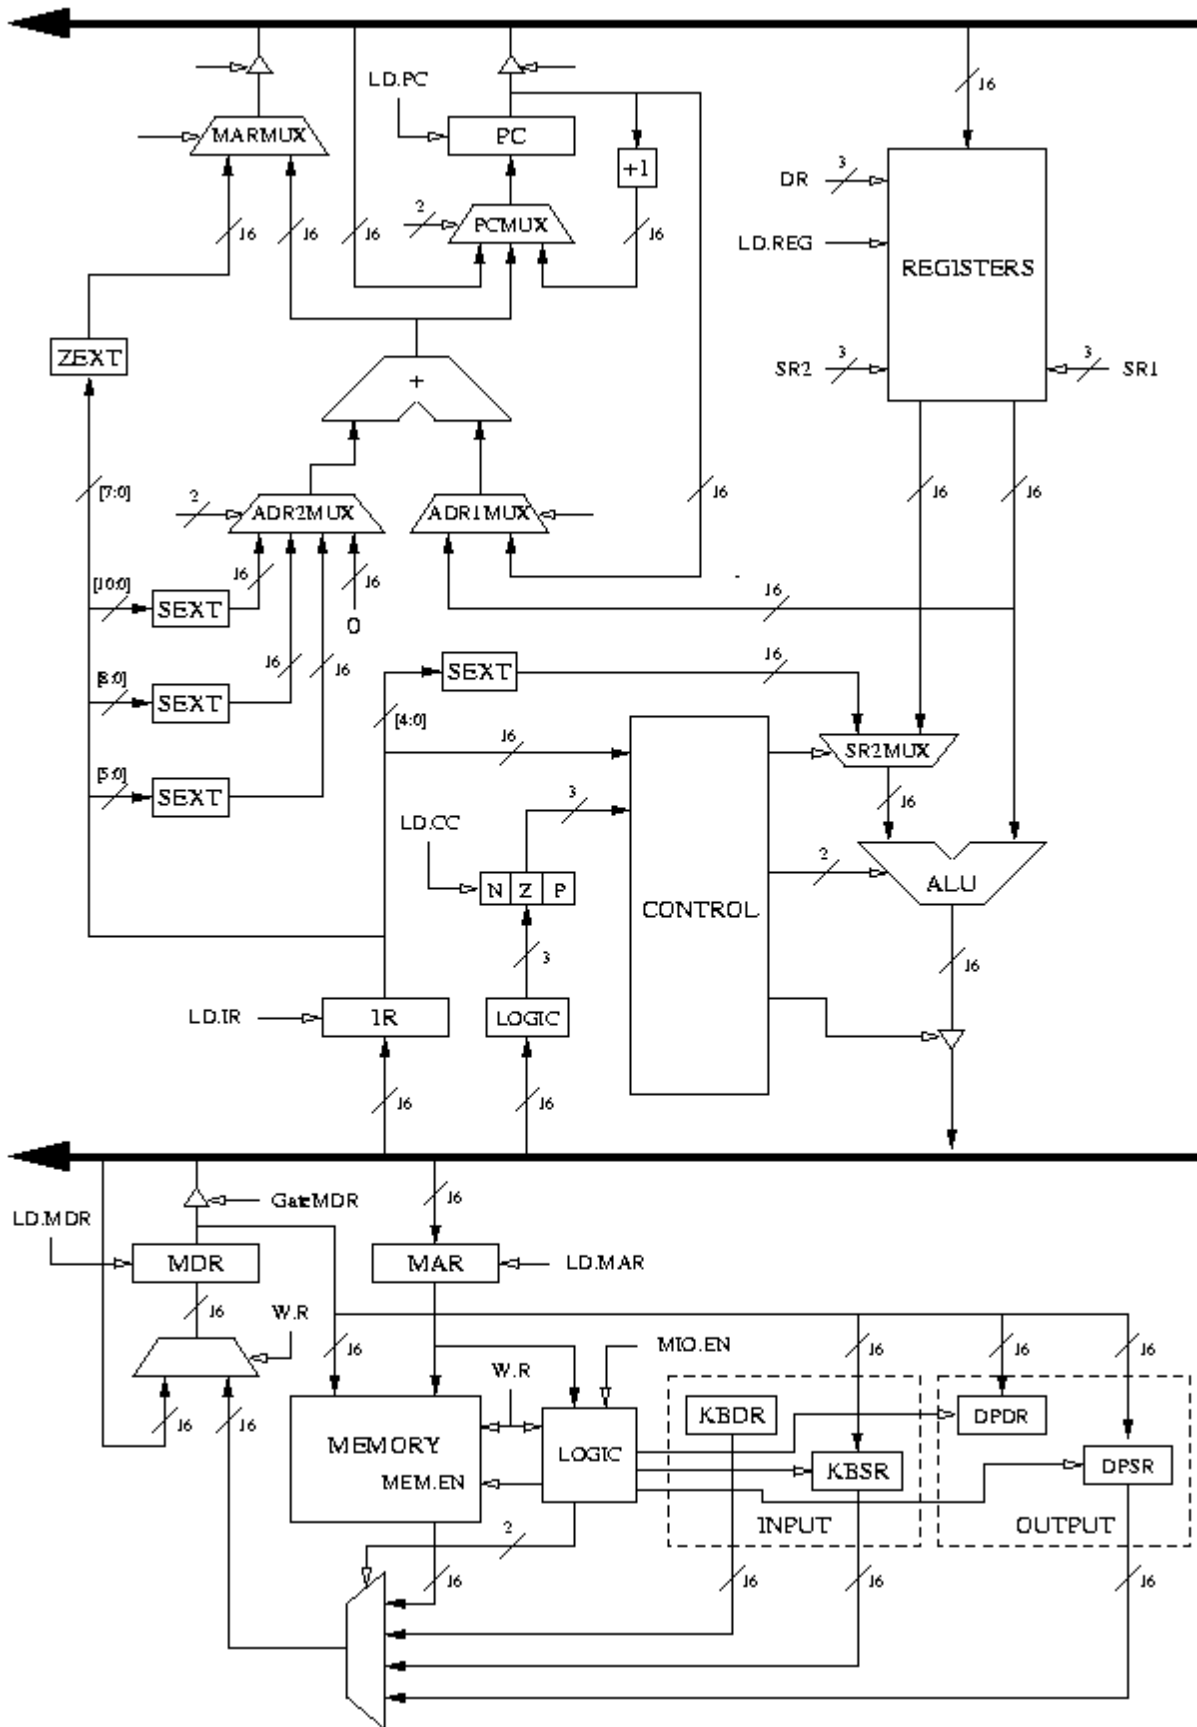 16
LD.PC
MARMUX
PC
+1
3
DR
2
16
16
16
PCMUX
16
LD.REG
REGISTERS
ZEXT
+
SR2
3
3
SR1
[7:0]
2
ADR2MUX
ADR1MUX
16
16
16
[10:0]
SEXT
16
16
0
16
[8:0]
SEXT
16
16
SEXT
16
[4:0]
16
SR2MUX
[5:0]
SEXT
3
16
LD.CC
N Z P
2
ALU
CONTROL
3
16
LD.IR
IR
LOGIC
16
16
GateMDR
16
LD.MDR
MDR
MAR
LD.MAR
16
W.R
MIO.EN
16
W.R
16
16
16
16
16
MEMORY
MEM.EN
LOGIC
KBDR
KBSR
DPDR
DPSR
INPUT
OUTPUT
2
16
16
16
16